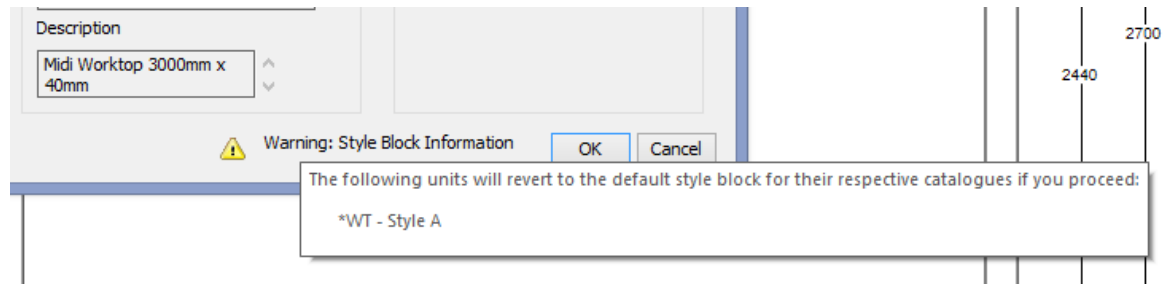 Description
2700
Midi Worktop 3000mm x
40mm
2440
Warning: Style Block Information
OK
Cancel
The following units will revert to the default style block for their respective catalogues if you proceed:
*WT - Style A